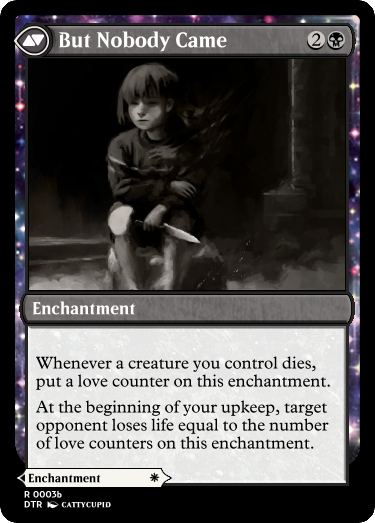 But Nobody Came 2
Enchantment
Whenever a creature you control dies,
put a love counter on this enchantment.
At the beginning of your upkeep, target
opponent loses life equal to the number
of love counters on this enchantment.
Enchantment *
R 0003b
DTR CATTYCUPID